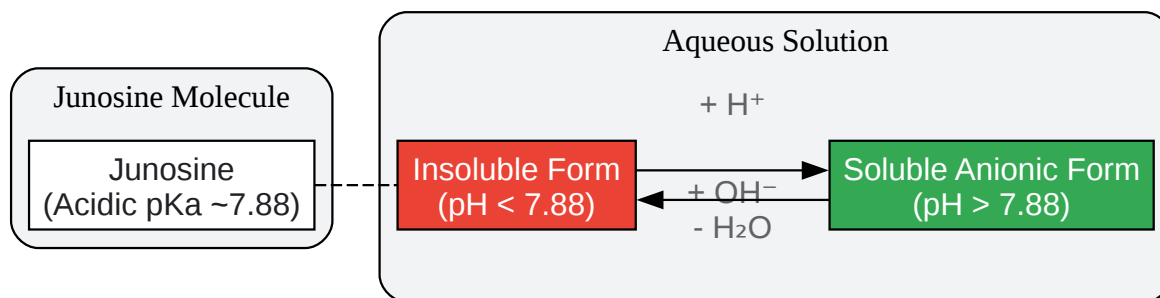 Junosine Molecule
Junosine
(Acidic pKa ~7.88)
Aqueous Solution
+ H⁺
Insoluble Form
(pH < 7.88)
+ OH⁻
- H₂O
Soluble Anionic Form
(pH > 7.88)